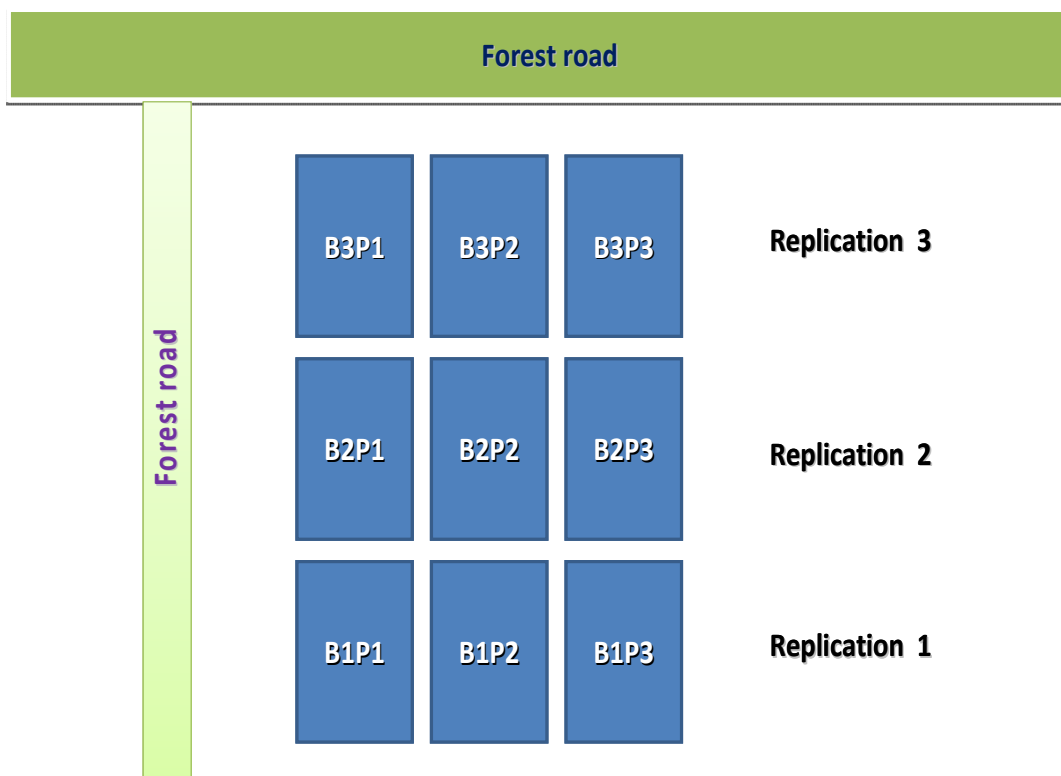 Forest road
B3P1 B3P2 B3P3 Replication 3
Forest road
B2P1 B2P2 B2P3 Replication 2
B1P1 B1P2 B1P3 Replication 1